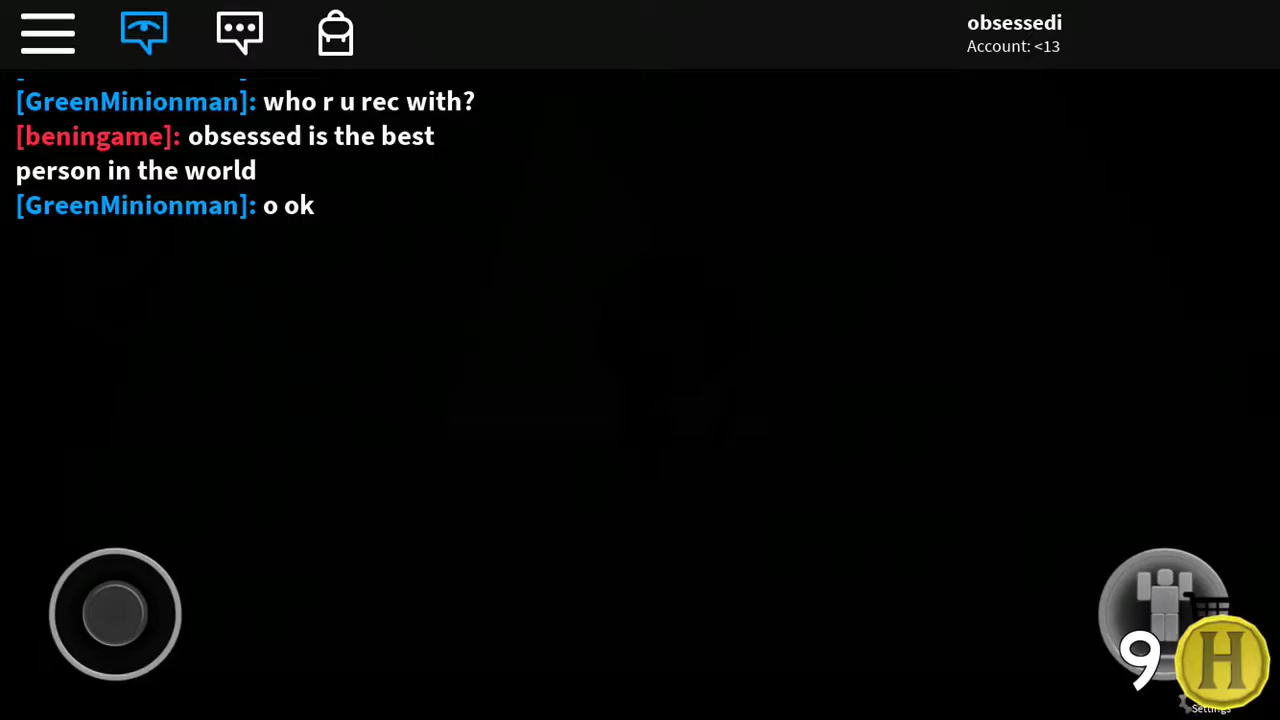 obsessedi
Account: <13
[GreenMinionman]: who r u rec with?
[beningame]: obsessed is the best
person in the world
[GreenMinionman]: o ok
9
H
Settings